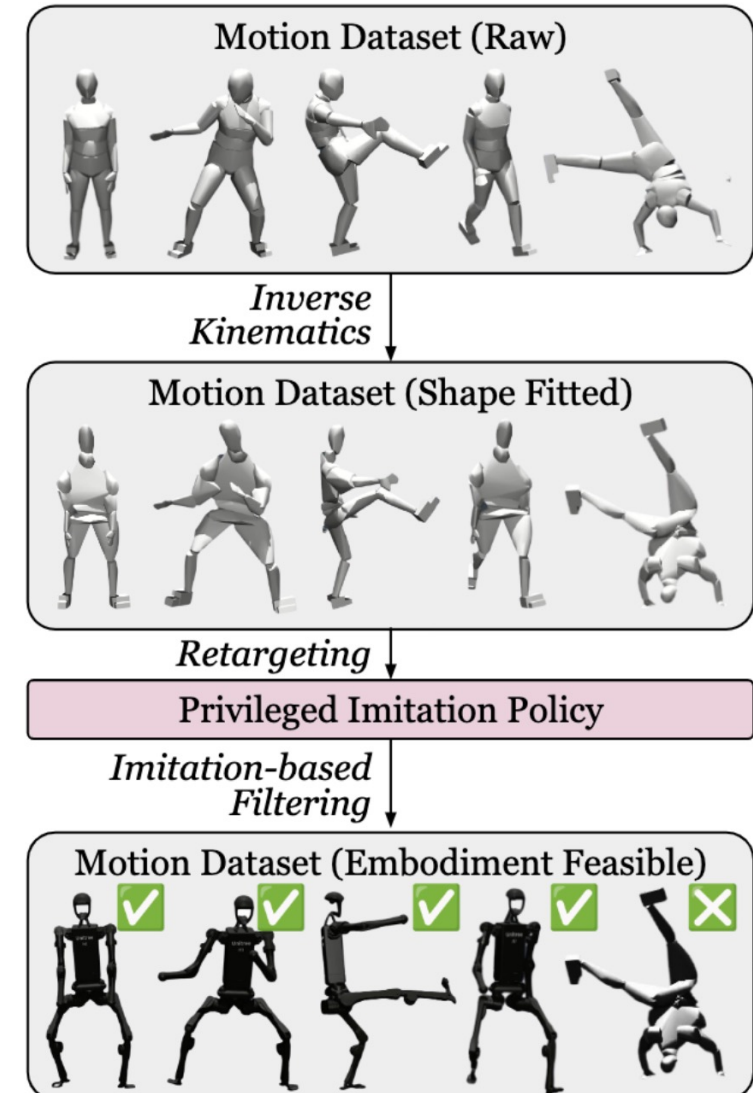 Motion Dataset (Raw)
Inverse
Kinematics
Motion Dataset (Shape Fitted)
Retargeting
Privileged Imitation Policy
Imitation-based
Filtering
Motion Dataset (Embodiment Feasible)